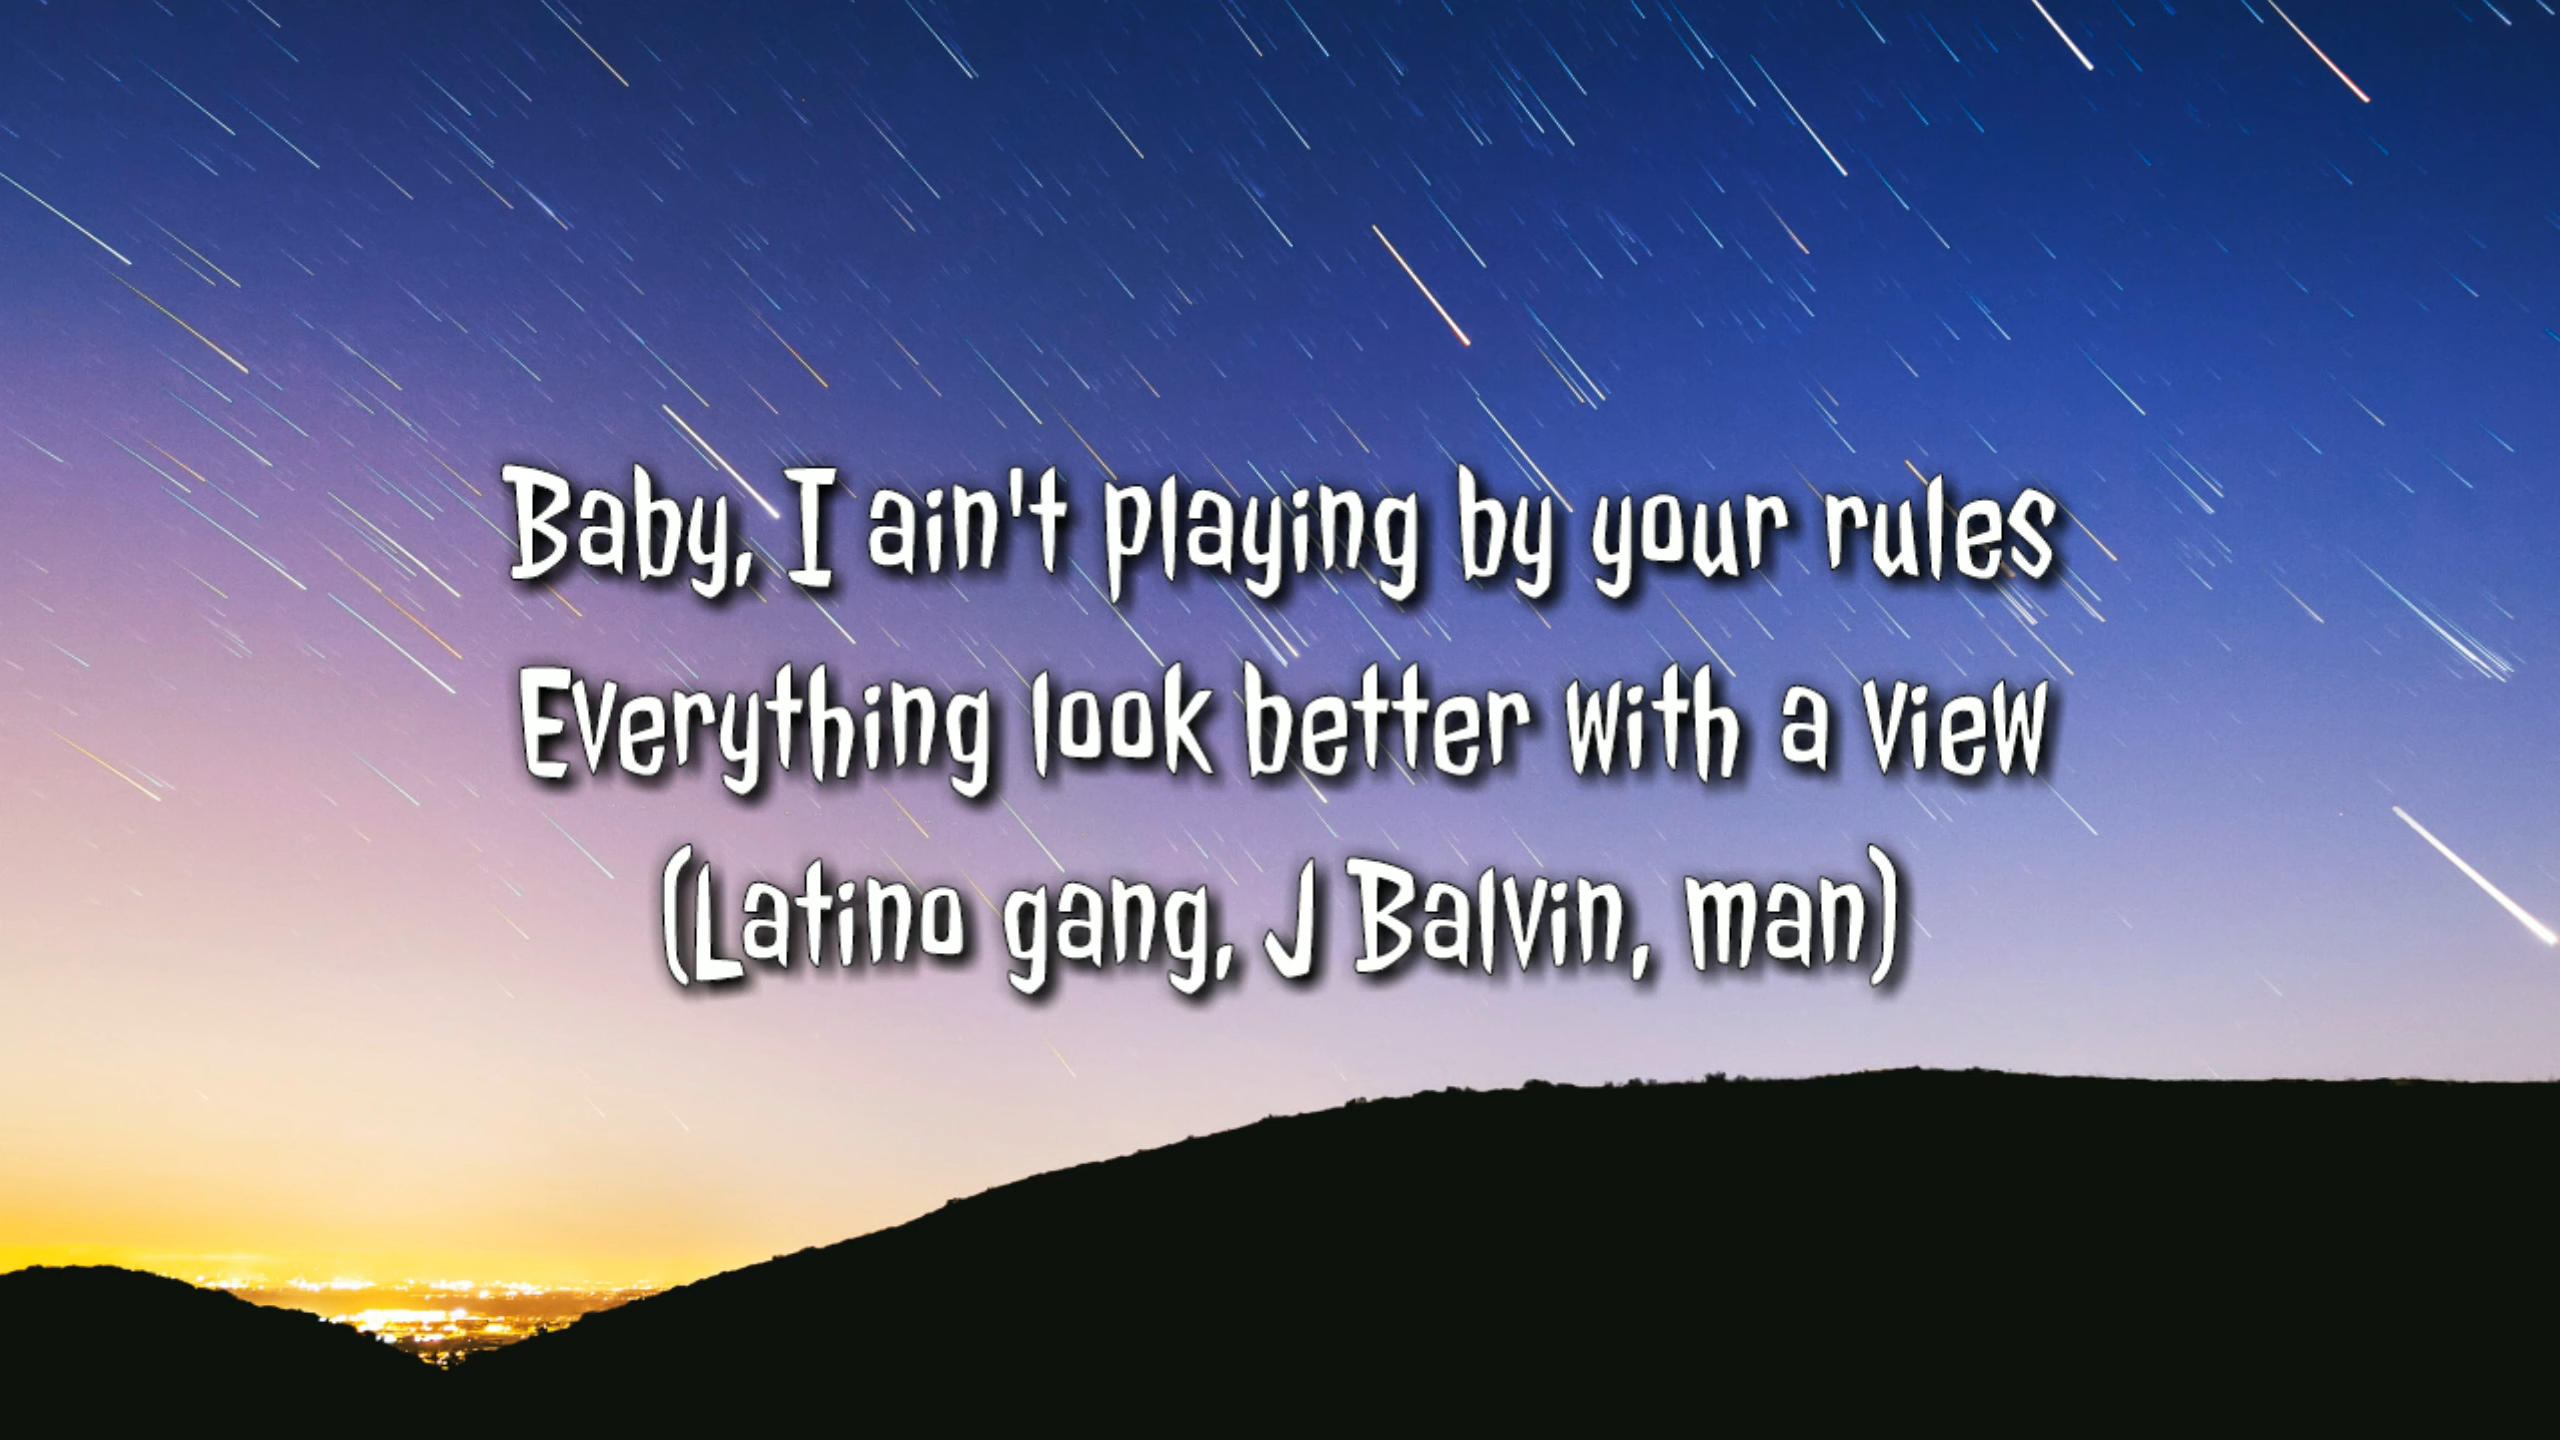 Baby, I ain't playing by your rules
Everything look better with a view
(Latino gang, J Balvin, man)